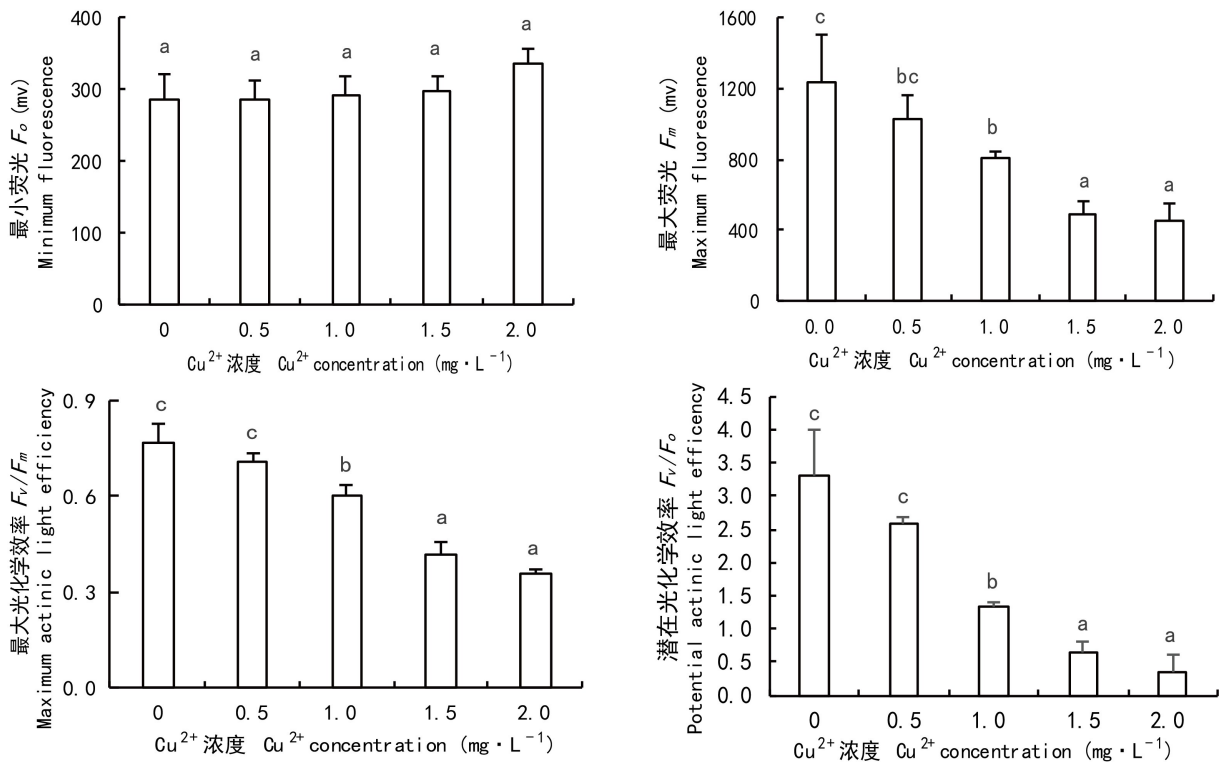 最小荧光 Fo (mv)
Minimum fluorescence
400
300
200
100
0
a
a
a
a
a
0
0.5
1.0
1.5
2.0
Cu2+浓度 Cu2+ concentration (mg·L−1)
最大荧光 Fm (mv)
Maximum fluorescence
1600
1200
800
400
0
c
bc
b
a
a
0.0
0.5
1.0
1.5
2.0
Cu2+浓度 Cu2+ concentration (mg·L−1)
最大光化学效率 Fv/Fm
Maximum actinic light efficiency
0.9
0.6
0.3
0.0
c
c
b
a
a
0
0.5
1.0
1.5
2.0
Cu2+浓度 Cu2+ concentration (mg·L−1)
潜在光化学效率 Fv/Fo
Potential actinic light efficency
4.5
4.0
3.5
3.0
2.5
2.0
1.5
1.0
0.5
0.0
c
c
b
a
a
0
0.5
1.0
1.5
2.0
Cu2+浓度 Cu2+ concentration (mg·L−1)